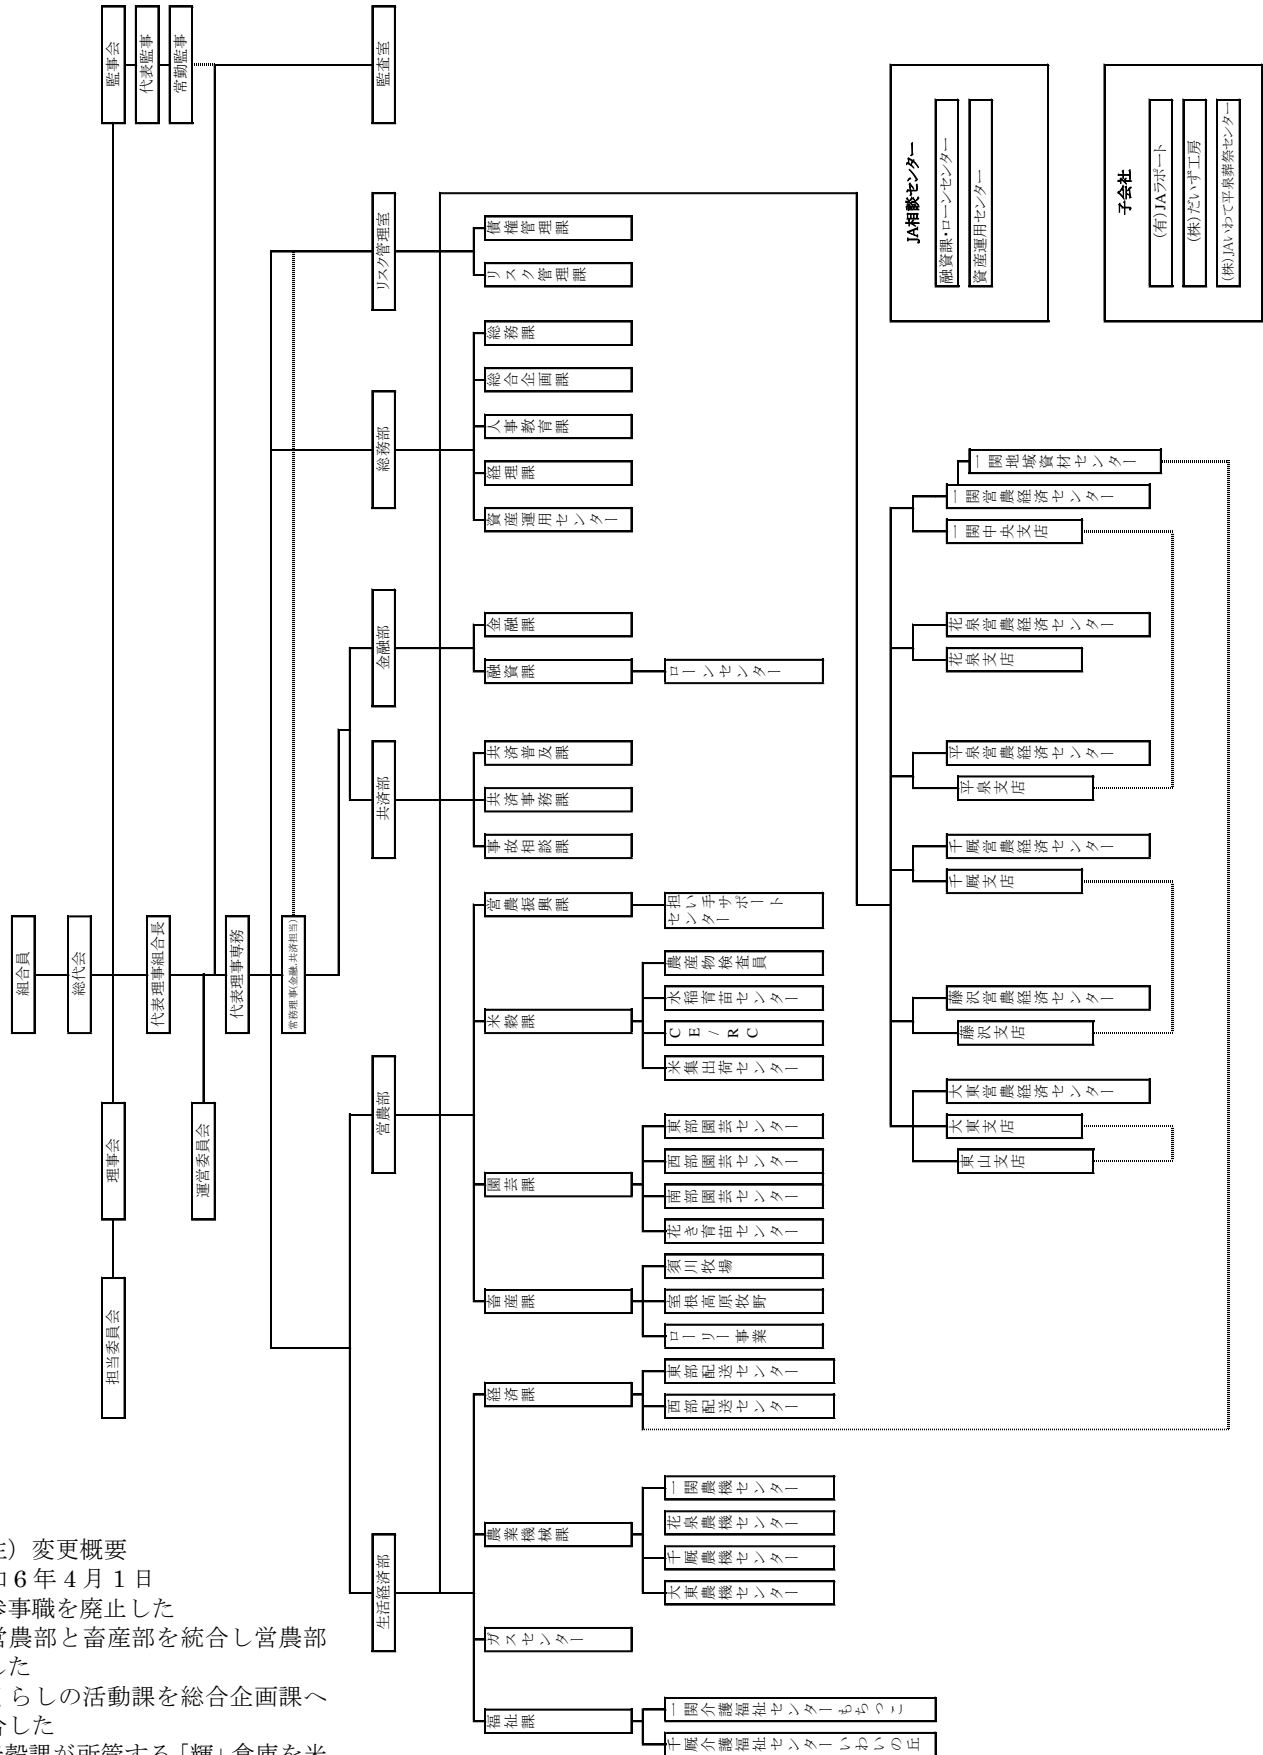 組合員
総代会
代表理事組合長
代表理事専務
常務理事(金融、共済担当)
監事会
代表監事
常勤監事
監査室
理事会
担当委員会
運営委員会
リスク管理室
債権管理課
リスク管理課
総務部
総務課
総合企画課
人事教育課
経理課
資産運用センター
金融部
金融課
融資課
ローンセンター
共済部
共済普及課
共済事務課
事故相談課
営農部
営農振興課
担い手サポート
センター
米穀課
農産物検査員
水稲育苗センター
CE/RC
米集出荷センター
園芸課
東部園芸センター
西部園芸センター
南部園芸センター
花き育苗センター
畜産課
須川牧場
室根高原牧野
ローリー事業
生活経済部
経済課
東部配送センター
西部配送センター
農業機械課
一関農機センター
花泉農機センター
千厩農機センター
大東農機センター
ガスセンター
福祉課
一関介護福祉センターもちっこ
千厩介護福祉センターいわいの丘
一関地域資材センター
一関営農経済センター
一関中央支店
花泉営農経済センター
花泉支店
平泉営農経済センター
平泉支店
千厩営農経済センター
千厩支店
藤沢営農経済センター
藤沢支店
大東営農経済センター
大東支店
東山支店
JA相談センター
融資課・ローンセンター
資産運用センター
子会社
(有)JAラポート
(株)だいず工房
(株)JAいわて平泉葬祭センター
注）変更概要
和6年4月1日
参事職を廃止した
営農部と畜産部を統合し営農部
した
くらしの活動課を総合企画課へ
合した
米穀課が所管する「輝」倉庫を米